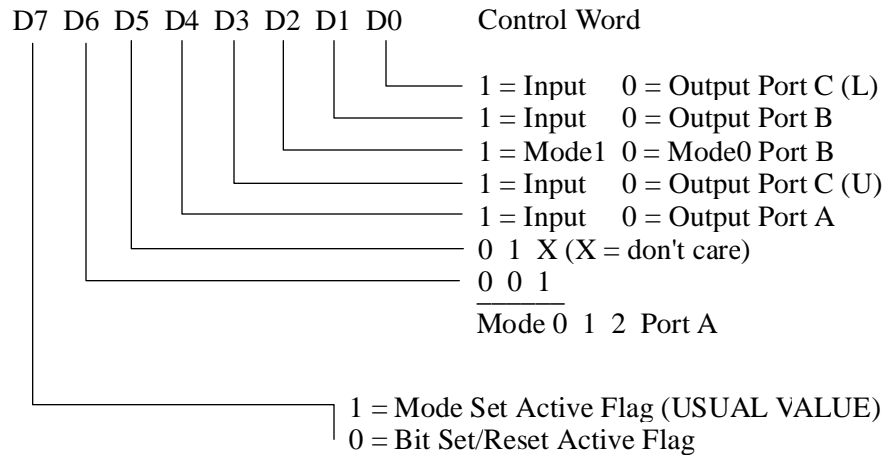 D7 D6 D5 D4 D3 D2 D1 D0 Control Word
1 = Input 0 = Output Port C (L)
1 = Input 0 = Output Port B
1 = Mode1 0 = Mode0 Port B
1 = Input 0 = Output Port C (U)
1 = Input 0 = Output Port A
0 1 X (X = don't care)
0 0 1
Mode 0 1 2 Port A
1 = Mode Set Active Flag (USUAL VALUE)
0 = Bit Set/Reset Active Flag